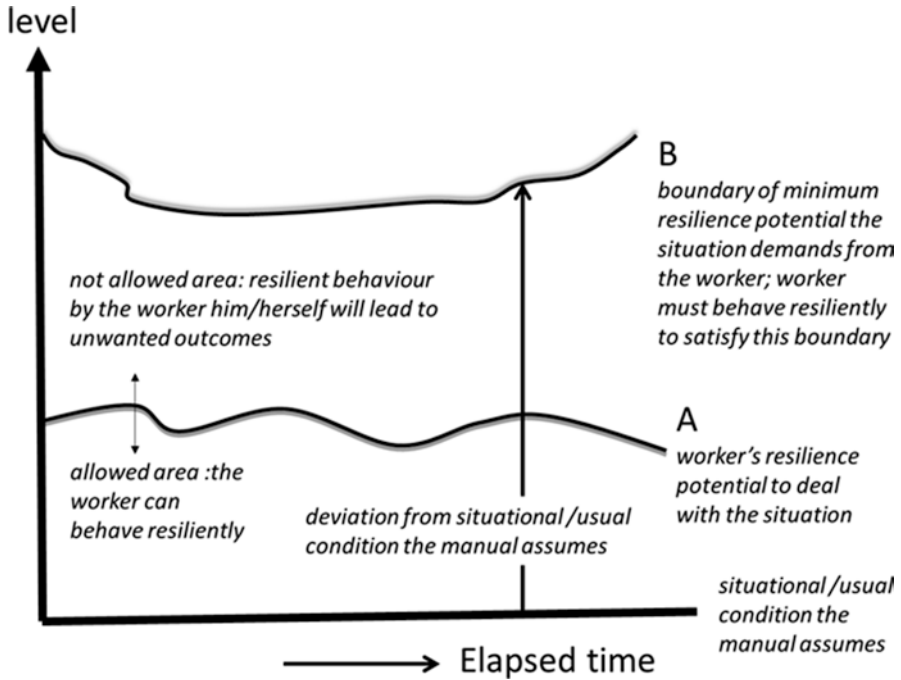 level
B
boundary of minimum
resilience potential the
situation demands from
the worker; worker
must behave resiliently
to satisfy this boundary
not allowed area: resilient behaviour
by the worker him/herself will lead to
unwanted outcomes
A
worker's resilience
potential to deal
with the situation
allowed area :the
worker can
behave resiliently
deviation from situational /usual
condition the manual assumes
situational /usual
condition the
manual assumes
Elapsed time